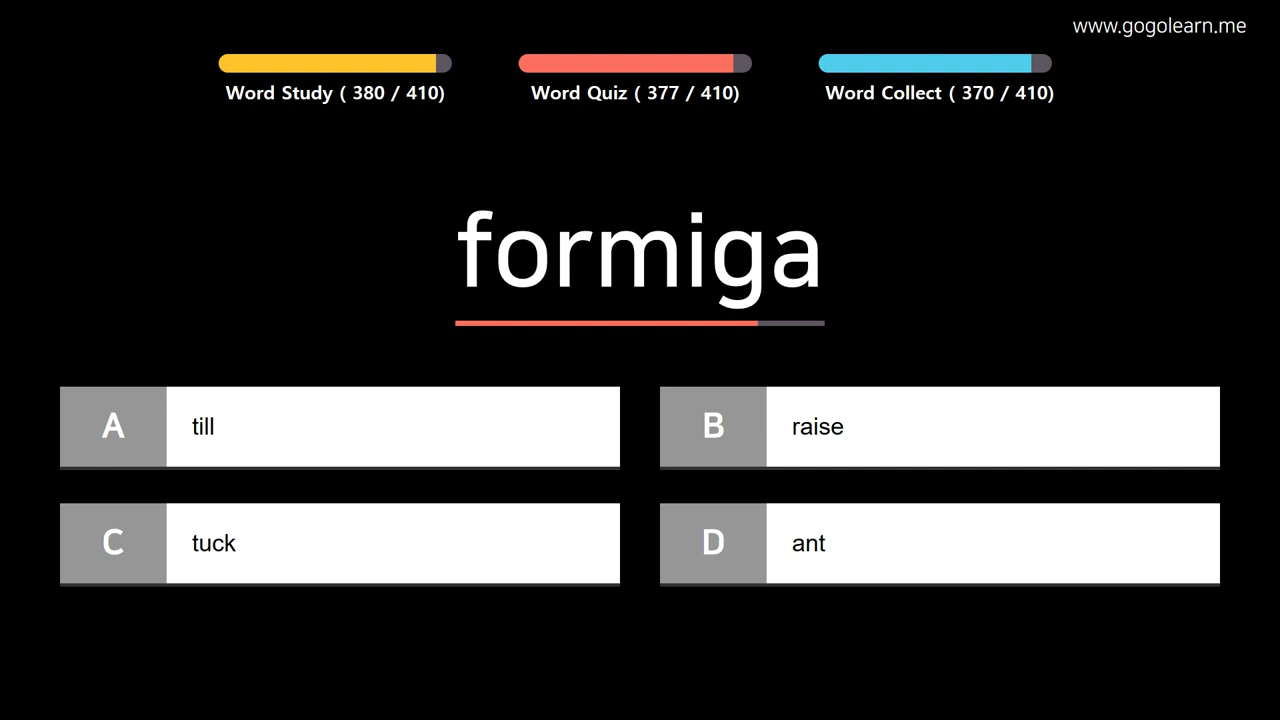 www.gogolearn.me
Word Study ( 380 / 410)
Word Quiz ( 377 / 410)
Word Collect ( 370 / 410)
formiga
A till
B raise
C tuck
D ant